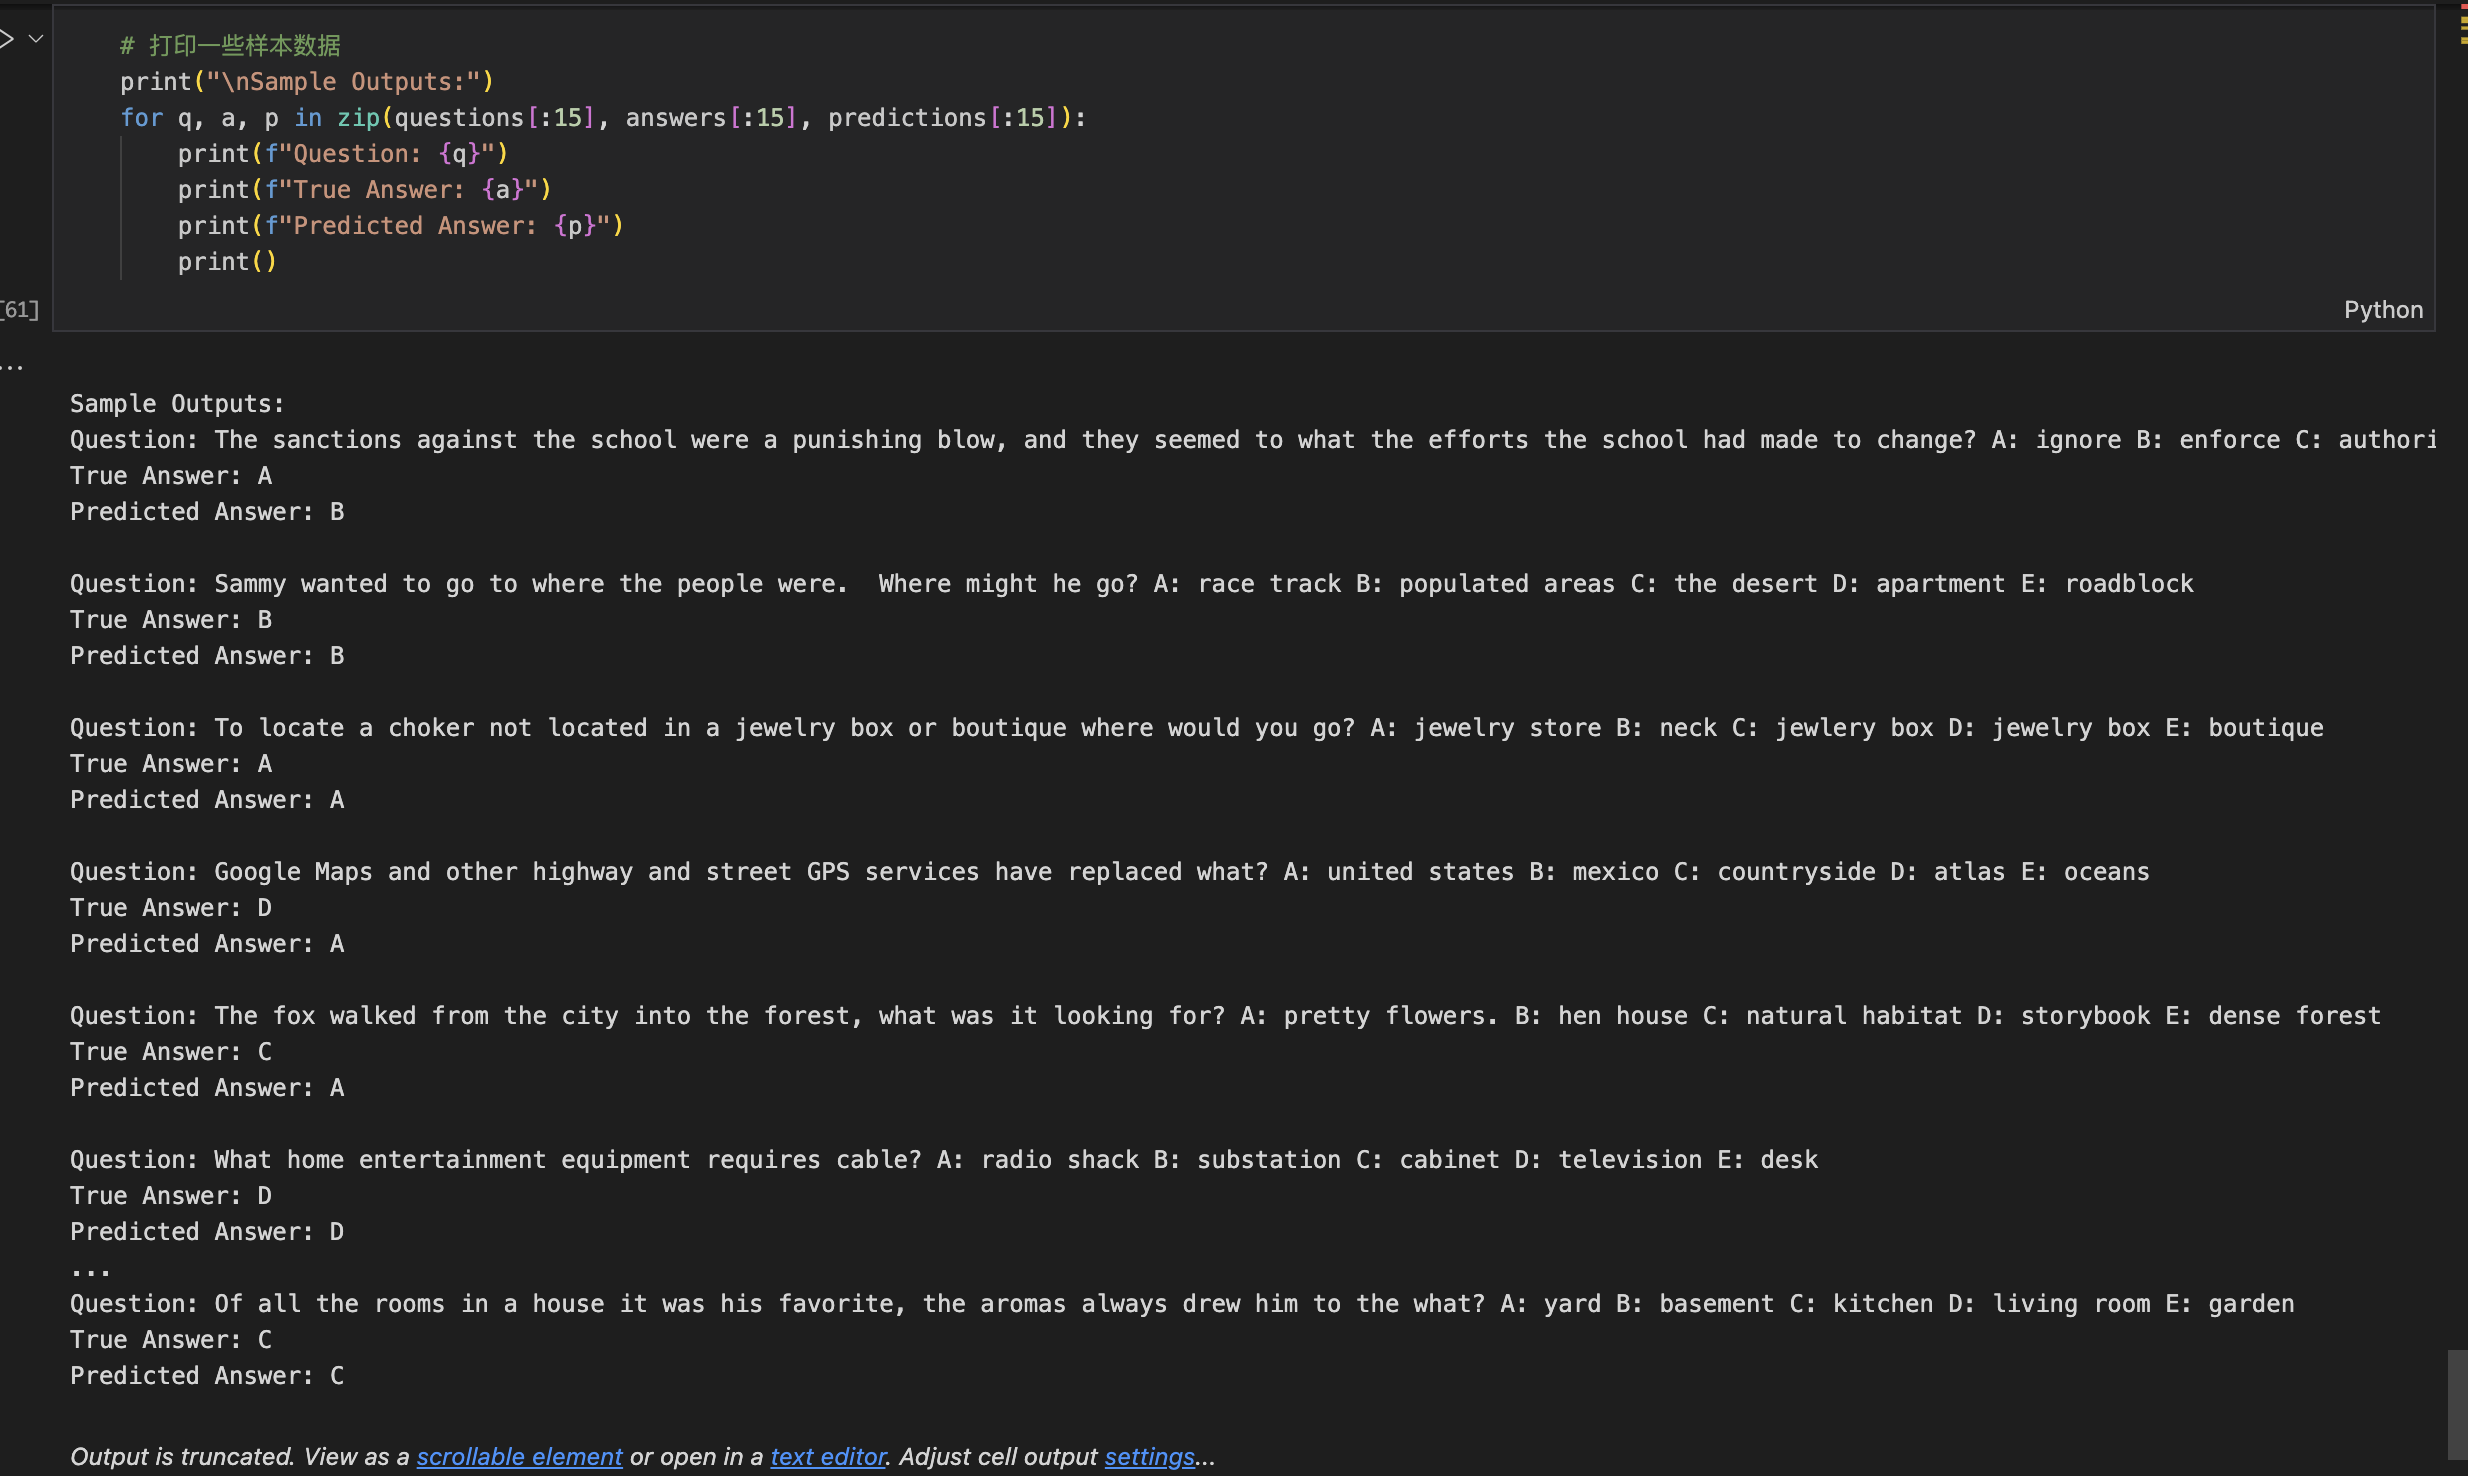 # 打印一些样本数据
print("\nSample Outputs:")
for q, a, p in zip(questions[:15], answers[:15], predictions[:15]):
    print(f"Question: {q}")
    print(f"True Answer: {a}")
    print(f"Predicted Answer: {p}")
    print()
[61]
Python
...
Sample Outputs:
Question: The sanctions against the school were a punishing blow, and they seemed to what the efforts the school had made to change? A: ignore B: enforce C: authori
True Answer: A
Predicted Answer: B
Question: Sammy wanted to go to where the people were.  Where might he go? A: race track B: populated areas C: the desert D: apartment E: roadblock
True Answer: B
Predicted Answer: B
Question: To locate a choker not located in a jewelry box or boutique where would you go? A: jewelry store B: neck C: jewlery box D: jewelry box E: boutique
True Answer: A
Predicted Answer: A
Question: Google Maps and other highway and street GPS services have replaced what? A: united states B: mexico C: countryside D: atlas E: oceans
True Answer: D
Predicted Answer: A
Question: The fox walked from the city into the forest, what was it looking for? A: pretty flowers. B: hen house C: natural habitat D: storybook E: dense forest
True Answer: C
Predicted Answer: A
Question: What home entertainment equipment requires cable? A: radio shack B: substation C: cabinet D: television E: desk
True Answer: D
Predicted Answer: D
...
Question: Of all the rooms in a house it was his favorite, the aromas always drew him to the what? A: yard B: basement C: kitchen D: living room E: garden
True Answer: C
Predicted Answer: C
Output is truncated. View as a scrollable element or open in a text editor. Adjust cell output settings...